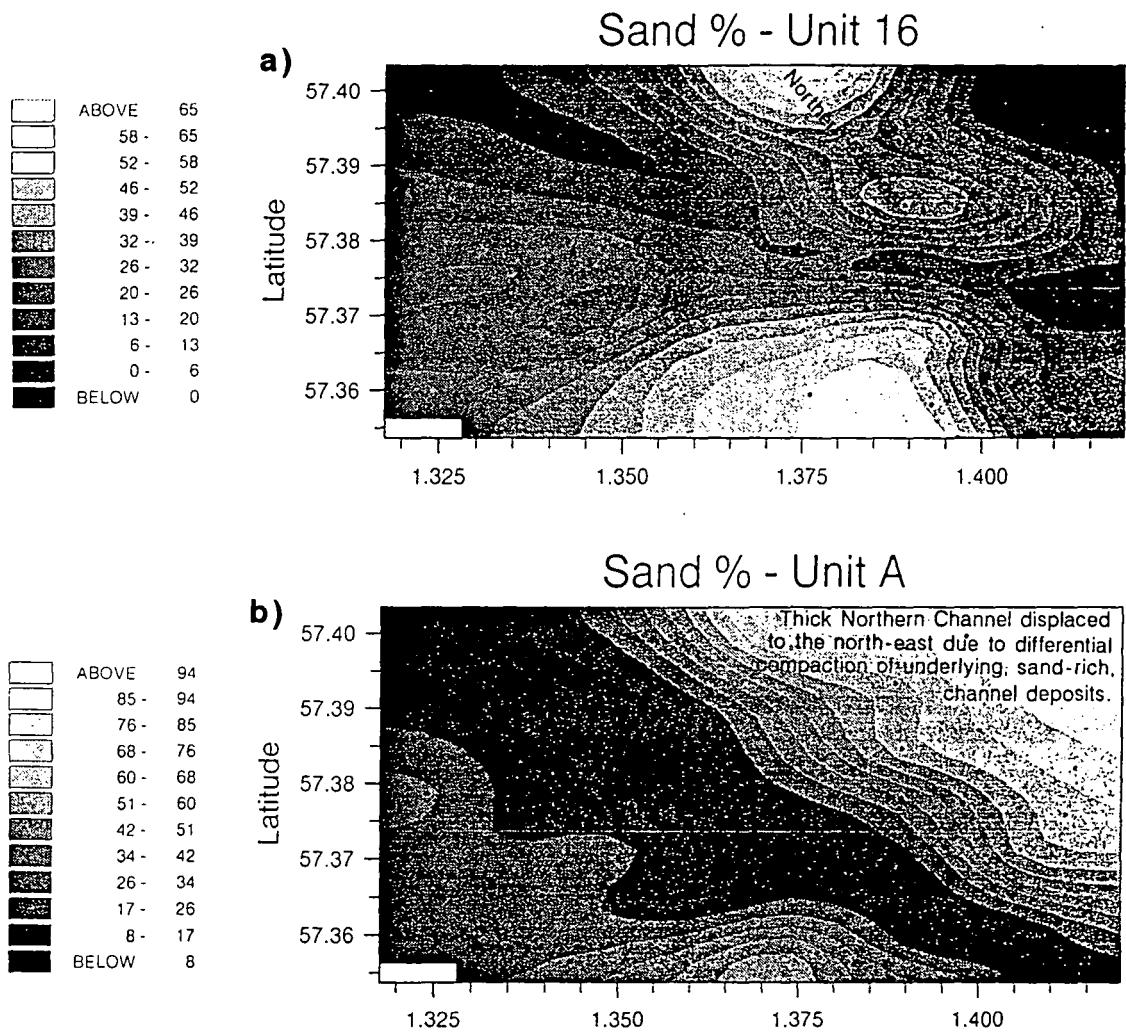 Sand % - Unit 16
a)
ABOVE 65
58 - 65
52 - 58
46 - 52
39 - 46
32 - 39
26 - 32
20 - 26
13 - 20
6 - 13
0 - 6
BELOW 0
Latitude
57.40
57.39
57.38
57.37
57.36
North
1.325 1.350 1.375 1.400
Sand % - Unit A
b)
ABOVE 94
85 - 94
76 - 85
68 - 76
60 - 68
51 - 60
42 - 51
34 - 42
26 - 34
17 - 26
8 - 17
BELOW 8
Latitude
57.40
57.39
57.38
57.37
57.36
Thick Northern Channel displaced
to the north-east due to differential
compaction of underlying, sand-rich,
channel deposits.
1.325 1.350 1.375 1.400